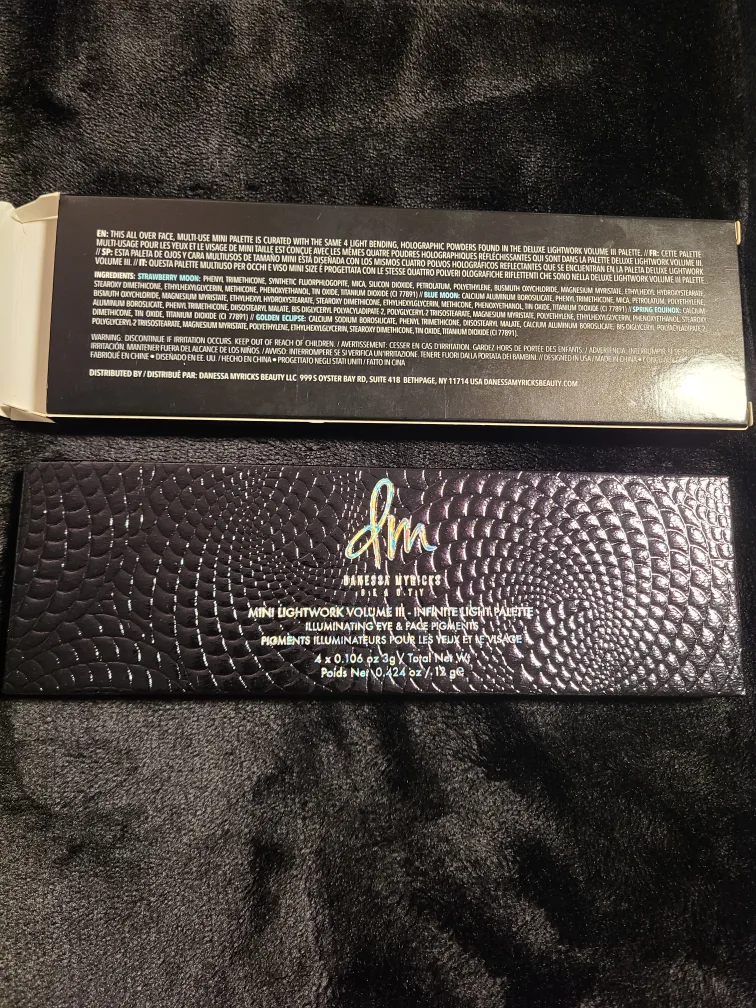 EN: THIS ALL OVER FACE, MULTI-USE MINI PALETTE IS CURATED WITH THE SAME 4 LIGHT BENDING, HOLOGRAPHIC POWDERS FOUND IN THE DELUXE LIGHTWORK VOLUME III PALETTE. // FR: CETTE PALETTE
MULTI-USAGE POUR LES YEUX ET LE VISAGE DE MINI TAILLE EST CONÇUE AVEC LES MÊMES QUATRE POUDRES HOLOGRAPHIQUES RÉFLÉCHISSANTES QUI SONT DANS LA PALETTE DELUXE LIGHTWORK VOLUME III
// SP: ESTA PALETA DE OJOS Y CARA MULTIUSOS DE TAMAÑO MINI ESTÁ DISEÑADA CON LOS MISMOS CUATRO POLVOS HOLOGRÁFICOS REFLECTANTES QUE SE ENCUENTRAN EN LA PALETA DELUXE LIGHTWORK
VOLUME III. // IT: QUESTA PALETTE MULTIUSO PER OCCHI E VISO MINI SIZE È PROGETTATA CON LE STESSE QUATTRO POLVERI OLOGRAFICHE RIFLETTENTI CHE SONO NELLA DELUXE LIGHTWORK VOLUME III PALETTE
INGREDIENTS: STRAWBERRY MOON: PHENYL TRIMETHICONE, SYNTHETIC FLUORPHLOGOPITE, MICA, SILICON DIOXIDE, PETROLATUM, POLYETHYLENE, BISMUTH OXYCHLORIDE, MAGNESIUM MYRISTATE, ETHYLHEXYL HYDROXYSTEARATE,
STEAROXY DIMETHICONE, ETHYLHEXYLGLYCERIN, METHICONE, PHENOXYETHANOL, TIN OXIDE, TITANIUM DIOXIDE (CI 77891) // BLUE MOON: CALCIUM ALUMINUM BOROSILICATE, PHENYL TRIMETHICONE, MICA, PETROLATUM, POLYETHYLENE,
BISMUTH OXYCHLORIDE, MAGNESIUM MYRISTATE, ETHYLHEXYL HYDROXYSTEARATE, STEAROXY DIMETHICONE, ETHYLHEXYLGLYCERIN, METHICONE, PHENOXYETHANOL, TIN OXIDE, TITANIUM DIOXIDE (CI 77891) // SPRING EQUINOX: CALCIUM
ALUMINUM BOROSILICATE, PHENYL TRIMETHICONE, DIISOSTEARYL MALATE, BIS-DIGLYCERYL POLYACYLADIPATE 2, POLYGLYCERYL-2 TRIISOSTEARATE, MAGNESIUM MYRISTATE, POLYETHYLENE, ETHYLHEXYLGLYCERIN, PHENOXYETHANOL, STEAROXY
DIMETHICONE, TIN OXIDE, TITANIUM DIOXIDE (CI 77891) // GOLDEN ECLIPSE: CALCIUM SODIUM BOROSILICATE, PHENYL TRIMETHICONE, DIISOSTEARYL MALATE, CALCIUM ALUMINUM BOROSILICATE, BIS-DIGLYCERYL POLYACYLADIPATE 2,
POLYGLYCERYL-2 TRIISOSTEARATE, MAGNESIUM MYRISTATE, POLYETHYLENE, ETHYLHEXYLGLYCERIN, STEAROXY DIMETHICONE, TIN OXIDE, TITANIUM DIOXIDE (CI 77891).
WARNING: DISCONTINUE IF IRRITATION OCCURS. KEEP OUT OF REACH OF CHILDREN. / AVERTISSEMENT: CESSER EN CAS D'IRRITATION. GARDEZ HORS DE PORTÉE DES ENFANTS. / ADVERTENCIA:
IRRITACIÓN. MANTENER FUERA DEL ALCANCE DE LOS NIÑOS. / AVVISO: INTERROMPERE SE SI VERIFICA UN'IRRITAZIONE. TENERE FUORI DALLA PORTATA DEI BAMBINI. // DESIGNED IN USA / MADE IN CHINA •
FABRIQUÉ EN CHINE • DISEÑADO EN EE. UU. / HECHO EN CHINA • PROGETTATO NEGLI STATI UNITI / FATTO IN CINA
DISTRIBUTED BY / DISTRIBUÉ PAR: DANESSA MYRICKS BEAUTY LLC 999 S OYSTER BAY RD, SUITE 418 BETHPAGE, NY 11714 USA DANESSAMYRICKSBEAUTY.COM
dm
DANESSA MYRICKS
BEAUTY
MINI LIGHTWORK VOLUME III - INFINITE LIGHT PALETTE
ILLUMINATING EYE & FACE PIGMENTS
PIGMENTS ILLUMINATEURS POUR LES YEUX ET LE VISAGE
4 x 0.106 oz 3g / Total Net Wt
Poids Net 0.424 oz / 12 g℮